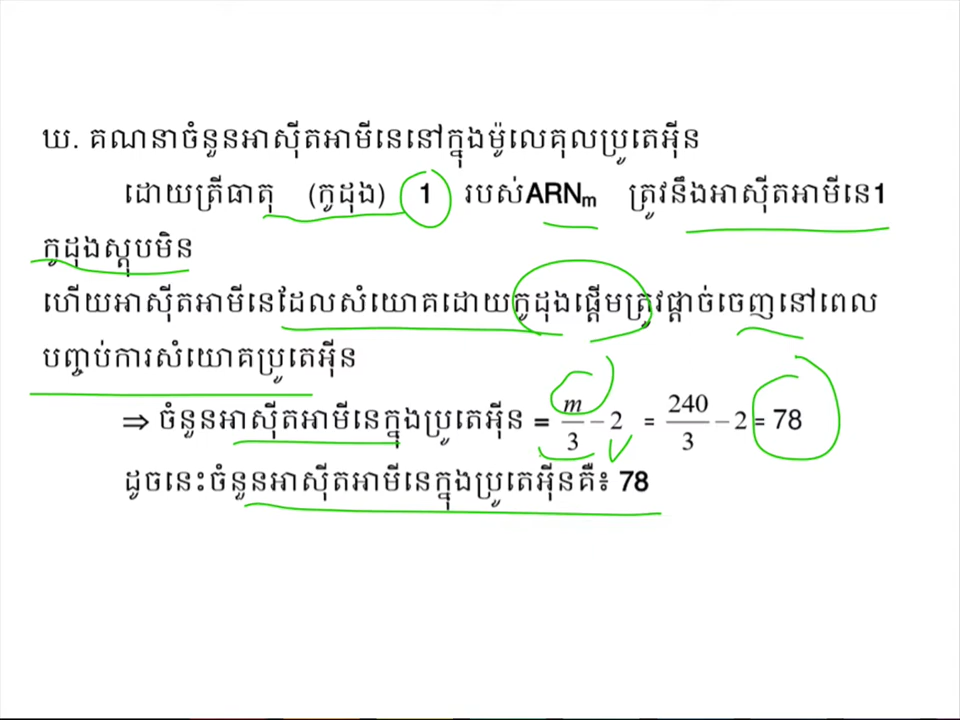 ឃ. គណនាចំនួនអាស៊ីតអាមីនេនៅក្នុងម៉ូលេគុលប្រូតេអ៊ីន
ដោយត្រីធាតុ (កូដុង) 1 របស់ARNm ត្រូវនឹងអាស៊ីតអាមីនេ1
កូដុងស្តុបមិន
ហើយអាស៊ីតអាមីនេដែលសំយោគដោយកូដុងផ្តើមត្រូវផ្តាច់ចេញនៅពេល
បញ្ចប់ការសំយោគប្រូតេអ៊ីន
⇒ ចំនួនអាស៊ីតអាមីនេក្នុងប្រូតេអ៊ីន = m/3 − 2 = 240/3 − 2 = 78
ដូចនេះចំនួនអាស៊ីតអាមីនេក្នុងប្រូតេអ៊ីនគឺ៖ 78